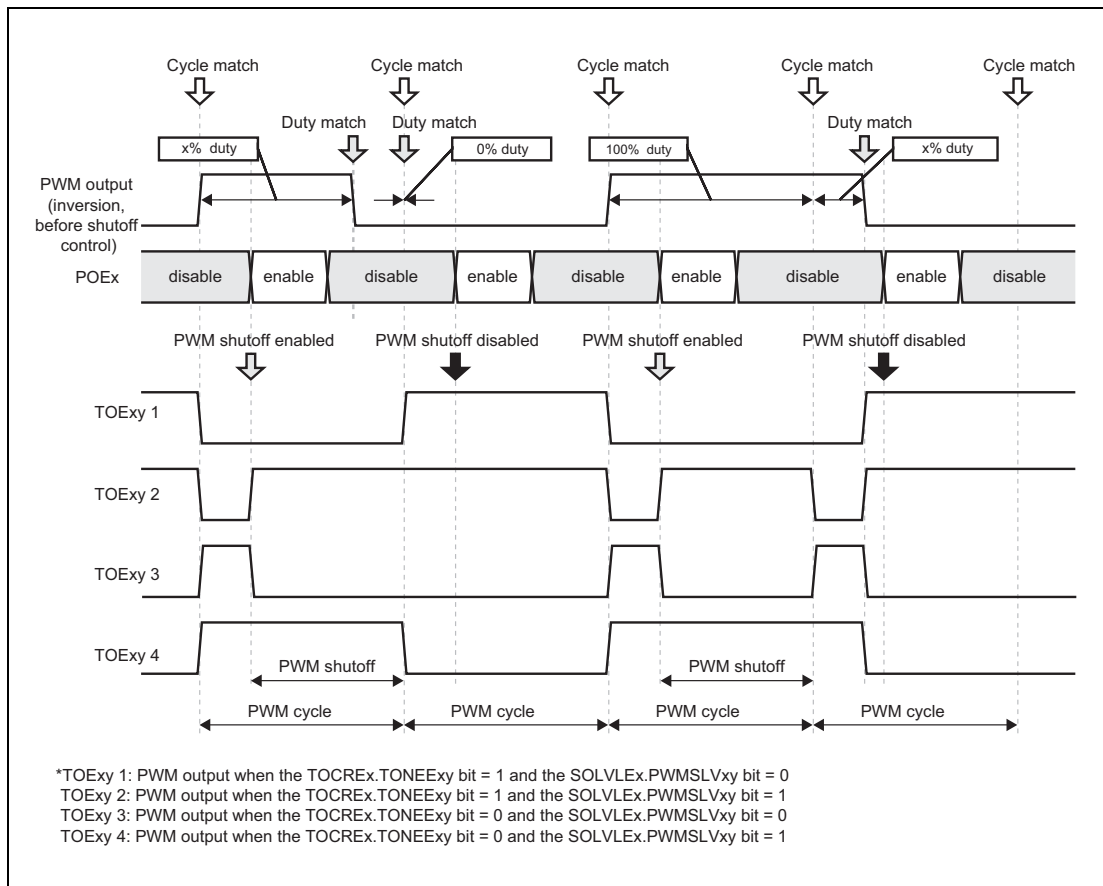 Cycle match Cycle match Cycle match Cycle match Cycle match
Duty match Duty match Duty match
x% duty 0% duty 100% duty x% duty
PWM output
(inversion,
before shutoff
control)
POEx disable enable disable enable disable enable disable enable disable
PWM shutoff enabled PWM shutoff disabled PWM shutoff enabled PWM shutoff disabled
TOExy 1
TOExy 2
TOExy 3
TOExy 4
PWM shutoff PWM shutoff
PWM cycle PWM cycle PWM cycle PWM cycle
*TOExy 1: PWM output when the TOCREx.TONEExy bit = 1 and the SOLVLEx.PWMSLVxy bit = 0
TOExy 2: PWM output when the TOCREx.TONEExy bit = 1 and the SOLVLEx.PWMSLVxy bit = 1
TOExy 3: PWM output when the TOCREx.TONEExy bit = 0 and the SOLVLEx.PWMSLVxy bit = 0
TOExy 4: PWM output when the TOCREx.TONEExy bit = 0 and the SOLVLEx.PWMSLVxy bit = 1